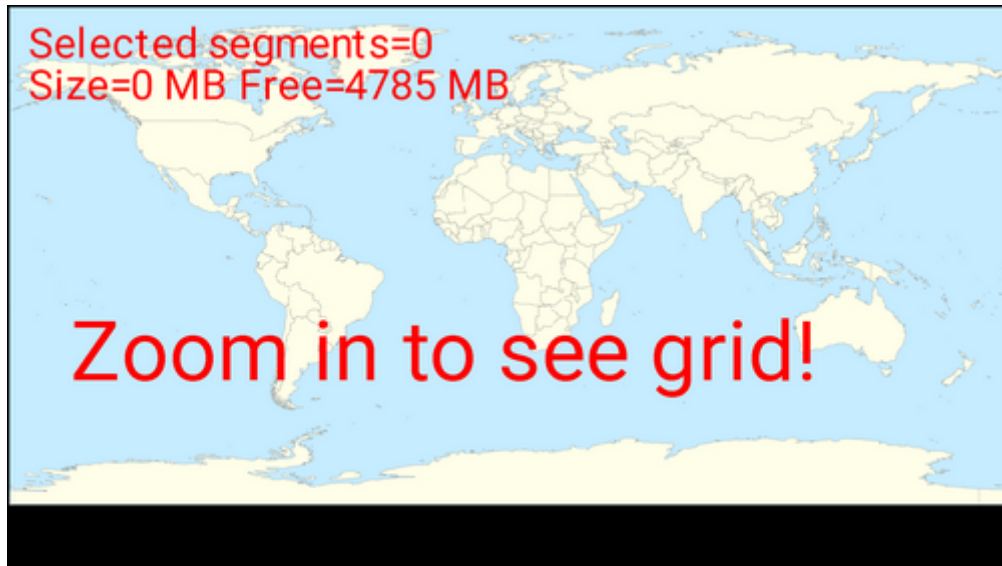 Selected segments=0
Size=0 MB Free=4785 MB
Zoom in to see grid!